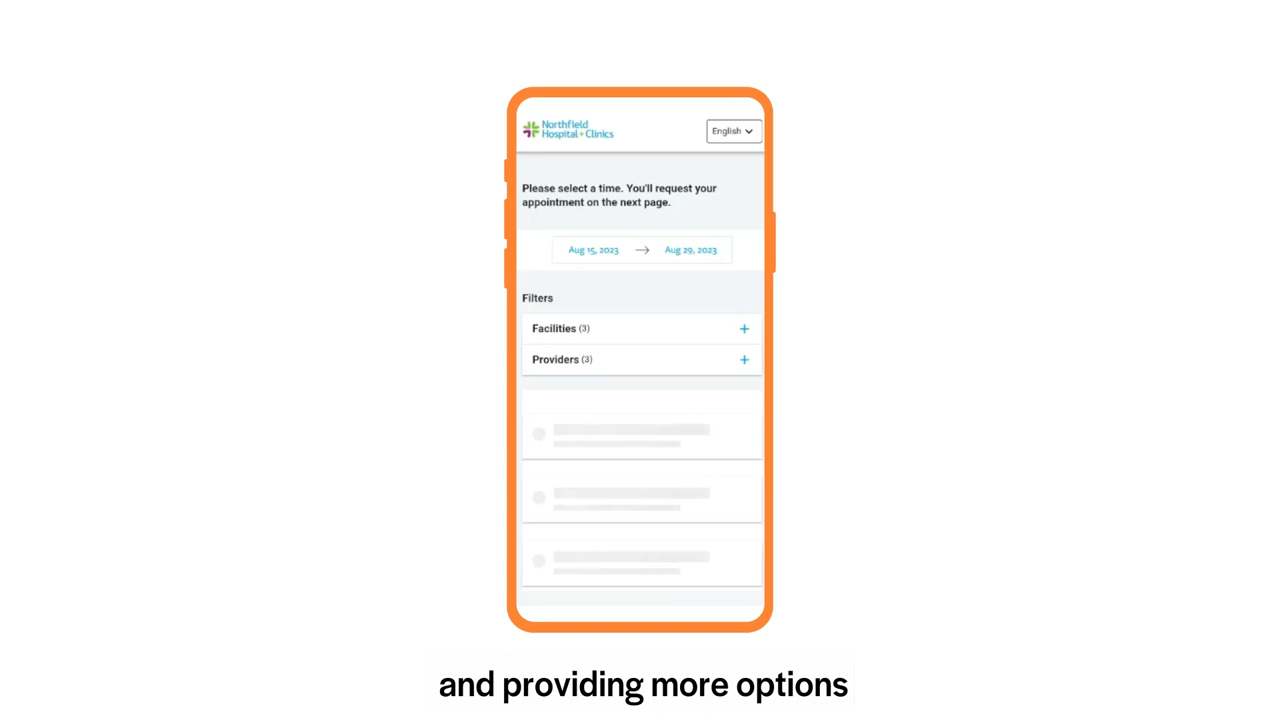 Northfield
Hospital + Clinics
English
Please select a time. You'll request your
appointment on the next page.
Aug 15, 2023 → Aug 29, 2023
Filters
Facilities (3) +
Providers (3) +
and providing more options